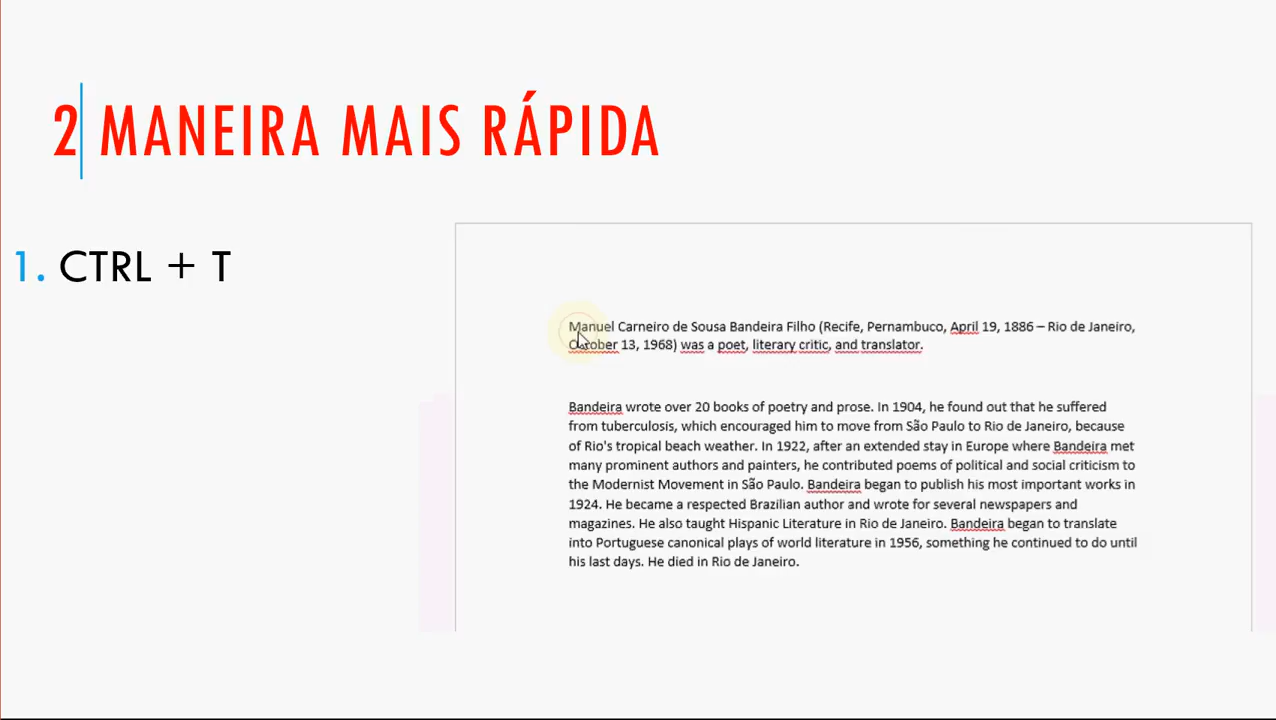 2 MANEIRA MAIS RÁPIDA
1. CTRL + T
Manuel Carneiro de Sousa Bandeira Filho (Recife, Pernambuco, April 19, 1886 – Rio de Janeiro,
October 13, 1968) was a poet, literary critic, and translator.
Bandeira wrote over 20 books of poetry and prose. In 1904, he found out that he suffered
from tuberculosis, which encouraged him to move from São Paulo to Rio de Janeiro, because
of Rio's tropical beach weather. In 1922, after an extended stay in Europe where Bandeira met
many prominent authors and painters, he contributed poems of political and social criticism to
the Modernist Movement in São Paulo. Bandeira began to publish his most important works in
1924. He became a respected Brazilian author and wrote for several newspapers and
magazines. He also taught Hispanic Literature in Rio de Janeiro. Bandeira began to translate
into Portuguese canonical plays of world literature in 1956, something he continued to do until
his last days. He died in Rio de Janeiro.